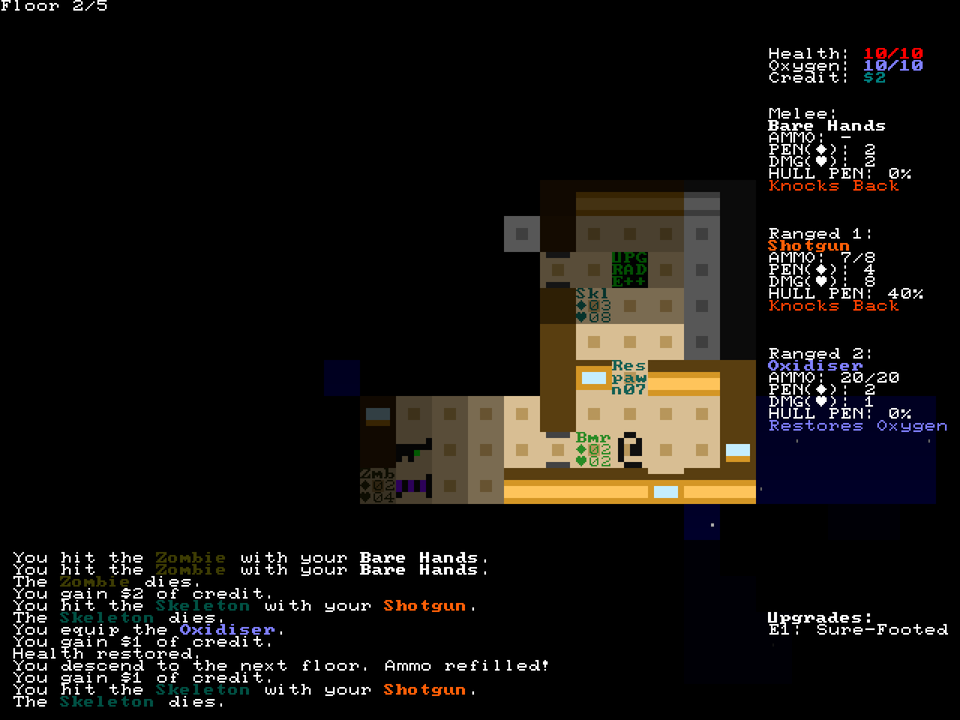 Floor 2/5
Health: 10/10
Oxygen: 10/10
Credit: $2
Melee:
Bare Hands
AMMO: -
PEN(♦): 2
DMG(♥): 2
HULL PEN: 0%
Knocks Back
Ranged 1:
Shotgun
AMMO: 7/8
PEN(♦): 4
DMG(♥): 8
HULL PEN: 40%
Knocks Back
Ranged 2:
Oxidiser
AMMO: 20/20
PEN(♦): 2
DMG(♥): 1
HULL PEN: 0%
Restores Oxygen
UPG
RAD
E++
Skl
♦03
♥08
Res
paw
n07
Bmr
♦02
♥02
Zmb
♦02
♥04
You hit the Zombie with your Bare Hands.
You hit the Zombie with your Bare Hands.
The Zombie dies.
You gain $2 of credit.
You hit the Skeleton with your Shotgun.
The Skeleton dies.
You equip the Oxidiser.
You gain $1 of credit.
Health restored.
You descend to the next floor. Ammo refilled!
You gain $1 of credit.
You hit the Skeleton with your Shotgun.
The Skeleton dies.
Upgrades:
E1: Sure-Footed